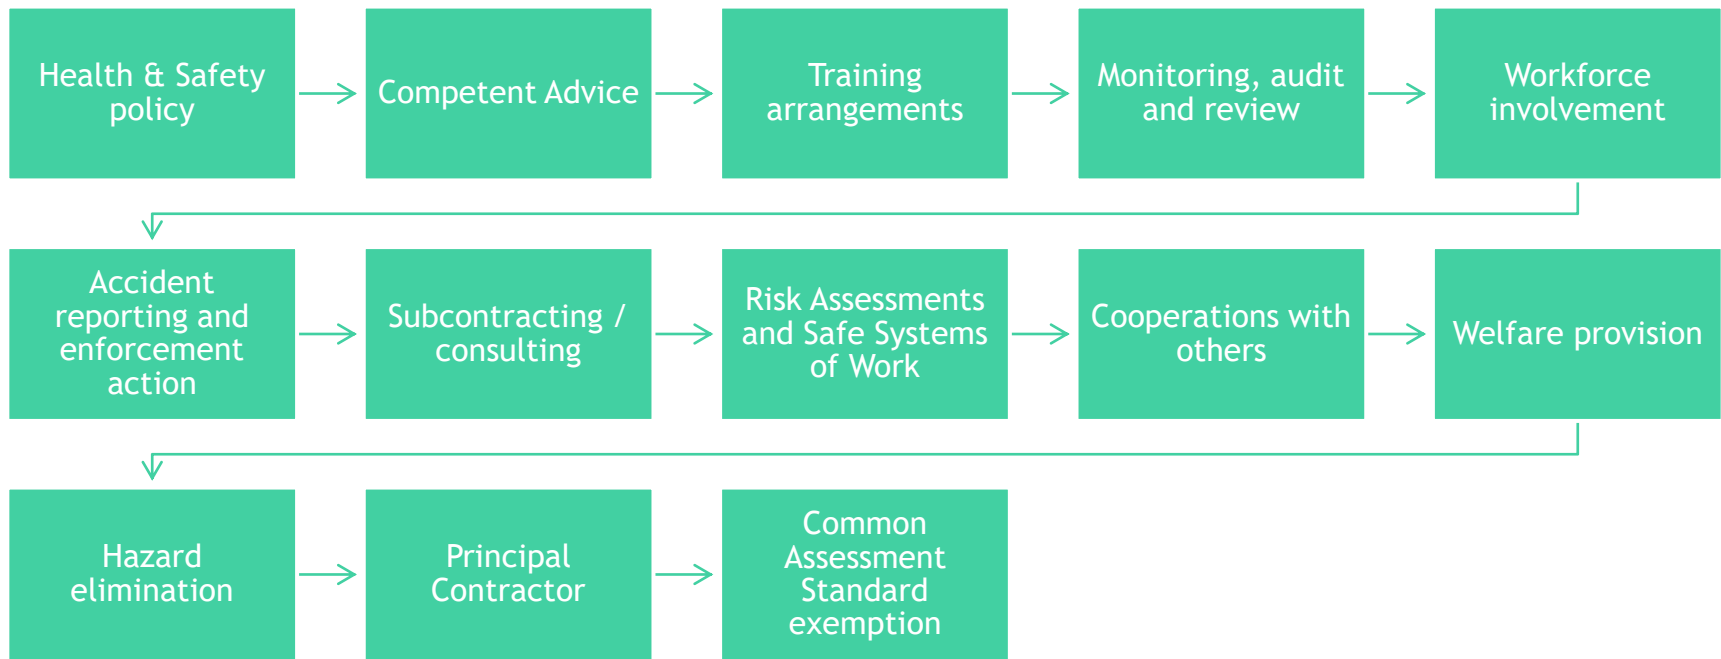 Health & Safety
policy
Competent Advice
Training
arrangements
Monitoring, audit
and review
Workforce
involvement
Accident
reporting and
enforcement
action
Subcontracting /
consulting
Risk Assessments
and Safe Systems
of Work
Cooperations with
others
Welfare provision
Hazard
elimination
Principal
Contractor
Common
Assessment
Standard
exemption